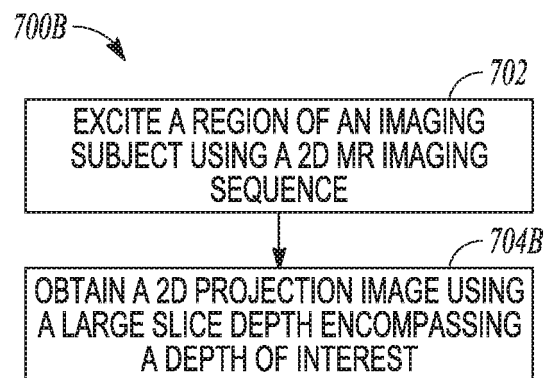 700B
702
EXCITE A REGION OF AN IMAGING
SUBJECT USING A 2D MR IMAGING
SEQUENCE
704B
OBTAIN A 2D PROJECTION IMAGE USING
A LARGE SLICE DEPTH ENCOMPASSING
A DEPTH OF INTEREST